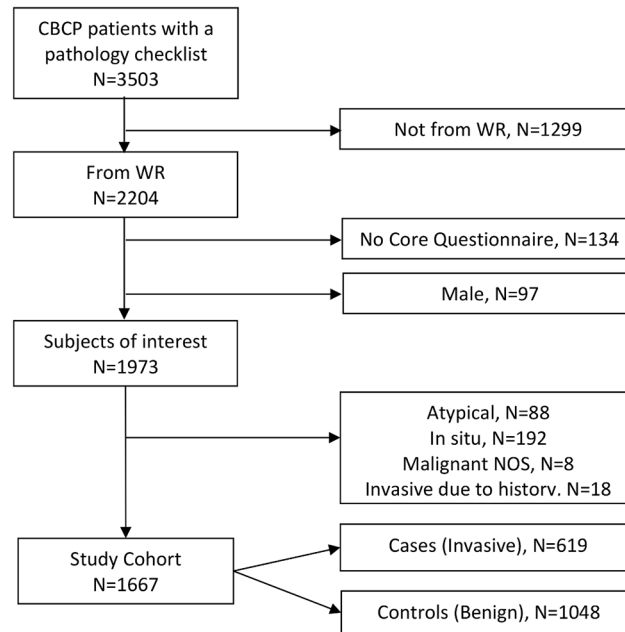 CBCP patients with a
pathology checklist
N=3503
Not from WR, N=1299
From WR
N=2204
No Core Questionnaire, N=134
Male, N=97
Subjects of interest
N=1973
Atypical, N=88
In situ, N=192
Malignant NOS, N=8
Invasive due to historv. N=18
Study Cohort
N=1667
Cases (Invasive), N=619
Controls (Benign), N=1048